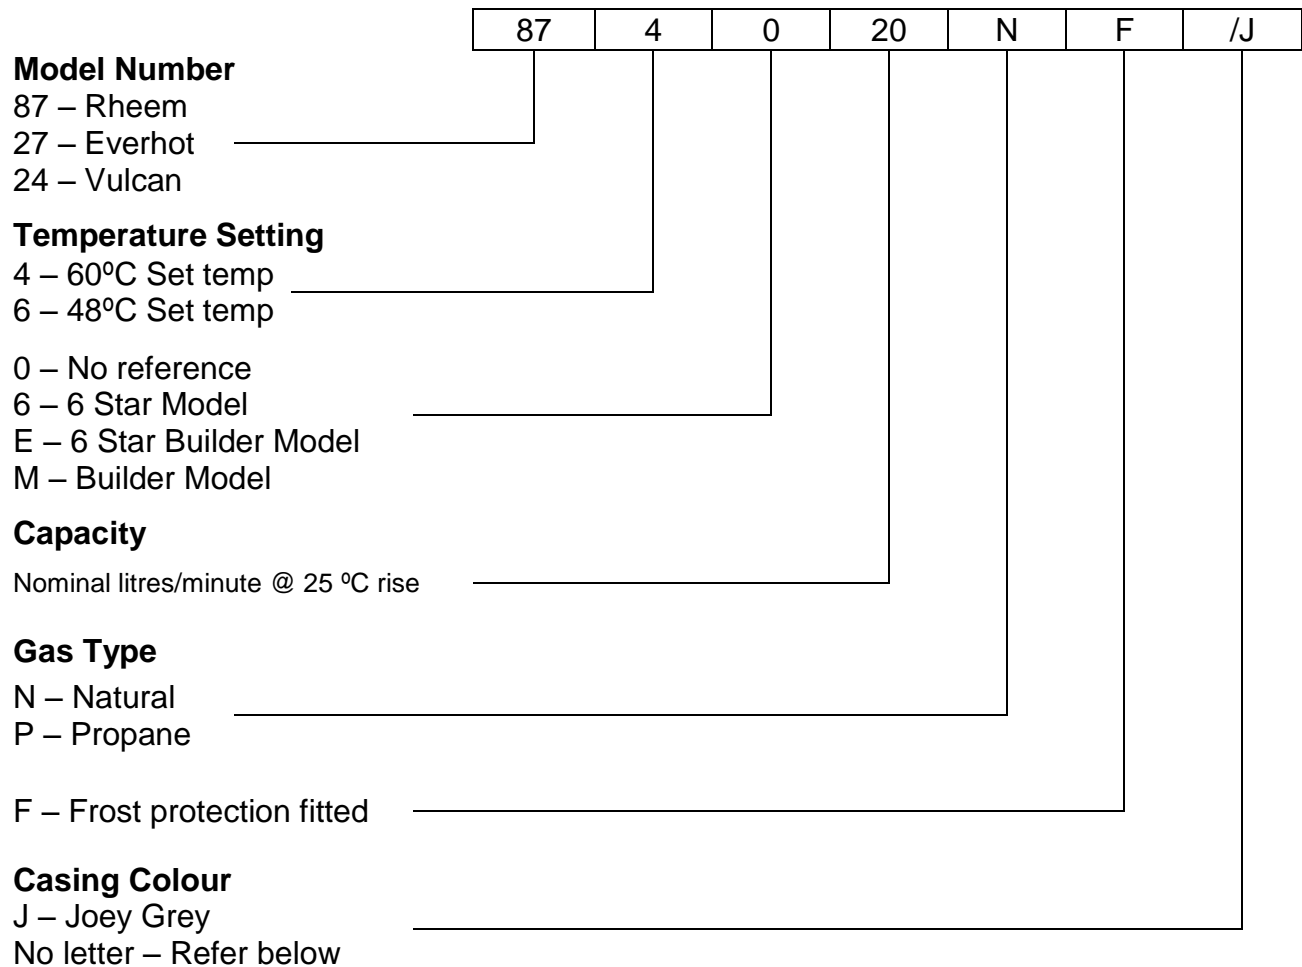 87 4 0 20 N F /J
Model Number
87 – Rheem
27 – Everhot
24 – Vulcan
Temperature Setting
4 – 60ºC Set temp
6 – 48ºC Set temp
0 – No reference
6 – 6 Star Model
E – 6 Star Builder Model
M – Builder Model
Capacity
Nominal litres/minute @ 25 ºC rise
Gas Type
N – Natural
P – Propane
F – Frost protection fitted
Casing Colour
J – Joey Grey
No letter – Refer below